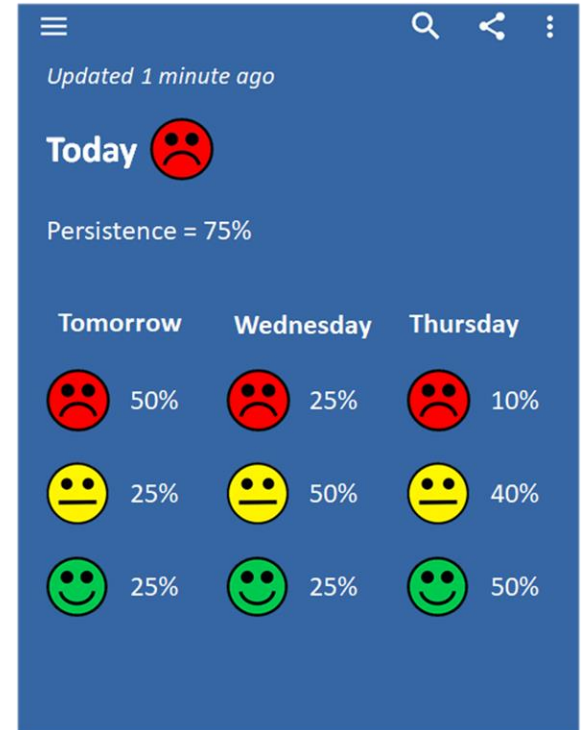 Updated 1 minute ago
Today
Persistence = 75%
Tomorrow Wednesday Thursday
50% 25% 10%
25% 50% 40%
25% 25% 50%